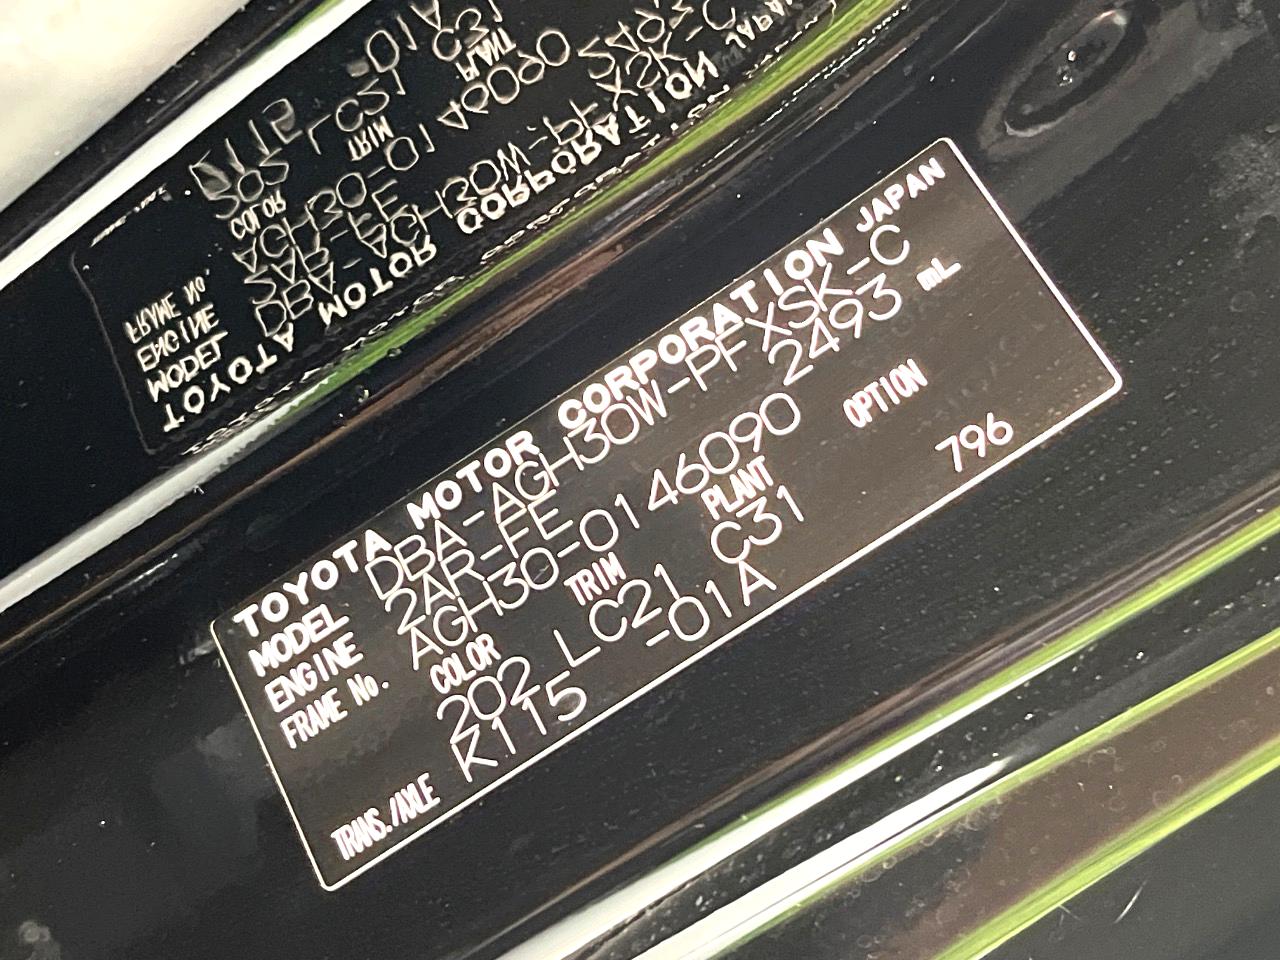 TOYOTA MOTOR CORPORATION JAPAN
MODEL DBA-AGH30W-PFXSK-C
ENGINE 2AR-FE 2493 mL
FRAME No. AGH30-0146090
COLOR TRIM PLANT OPTION
202 LC21 C31 796
TRANS./AXLE K115 -01A